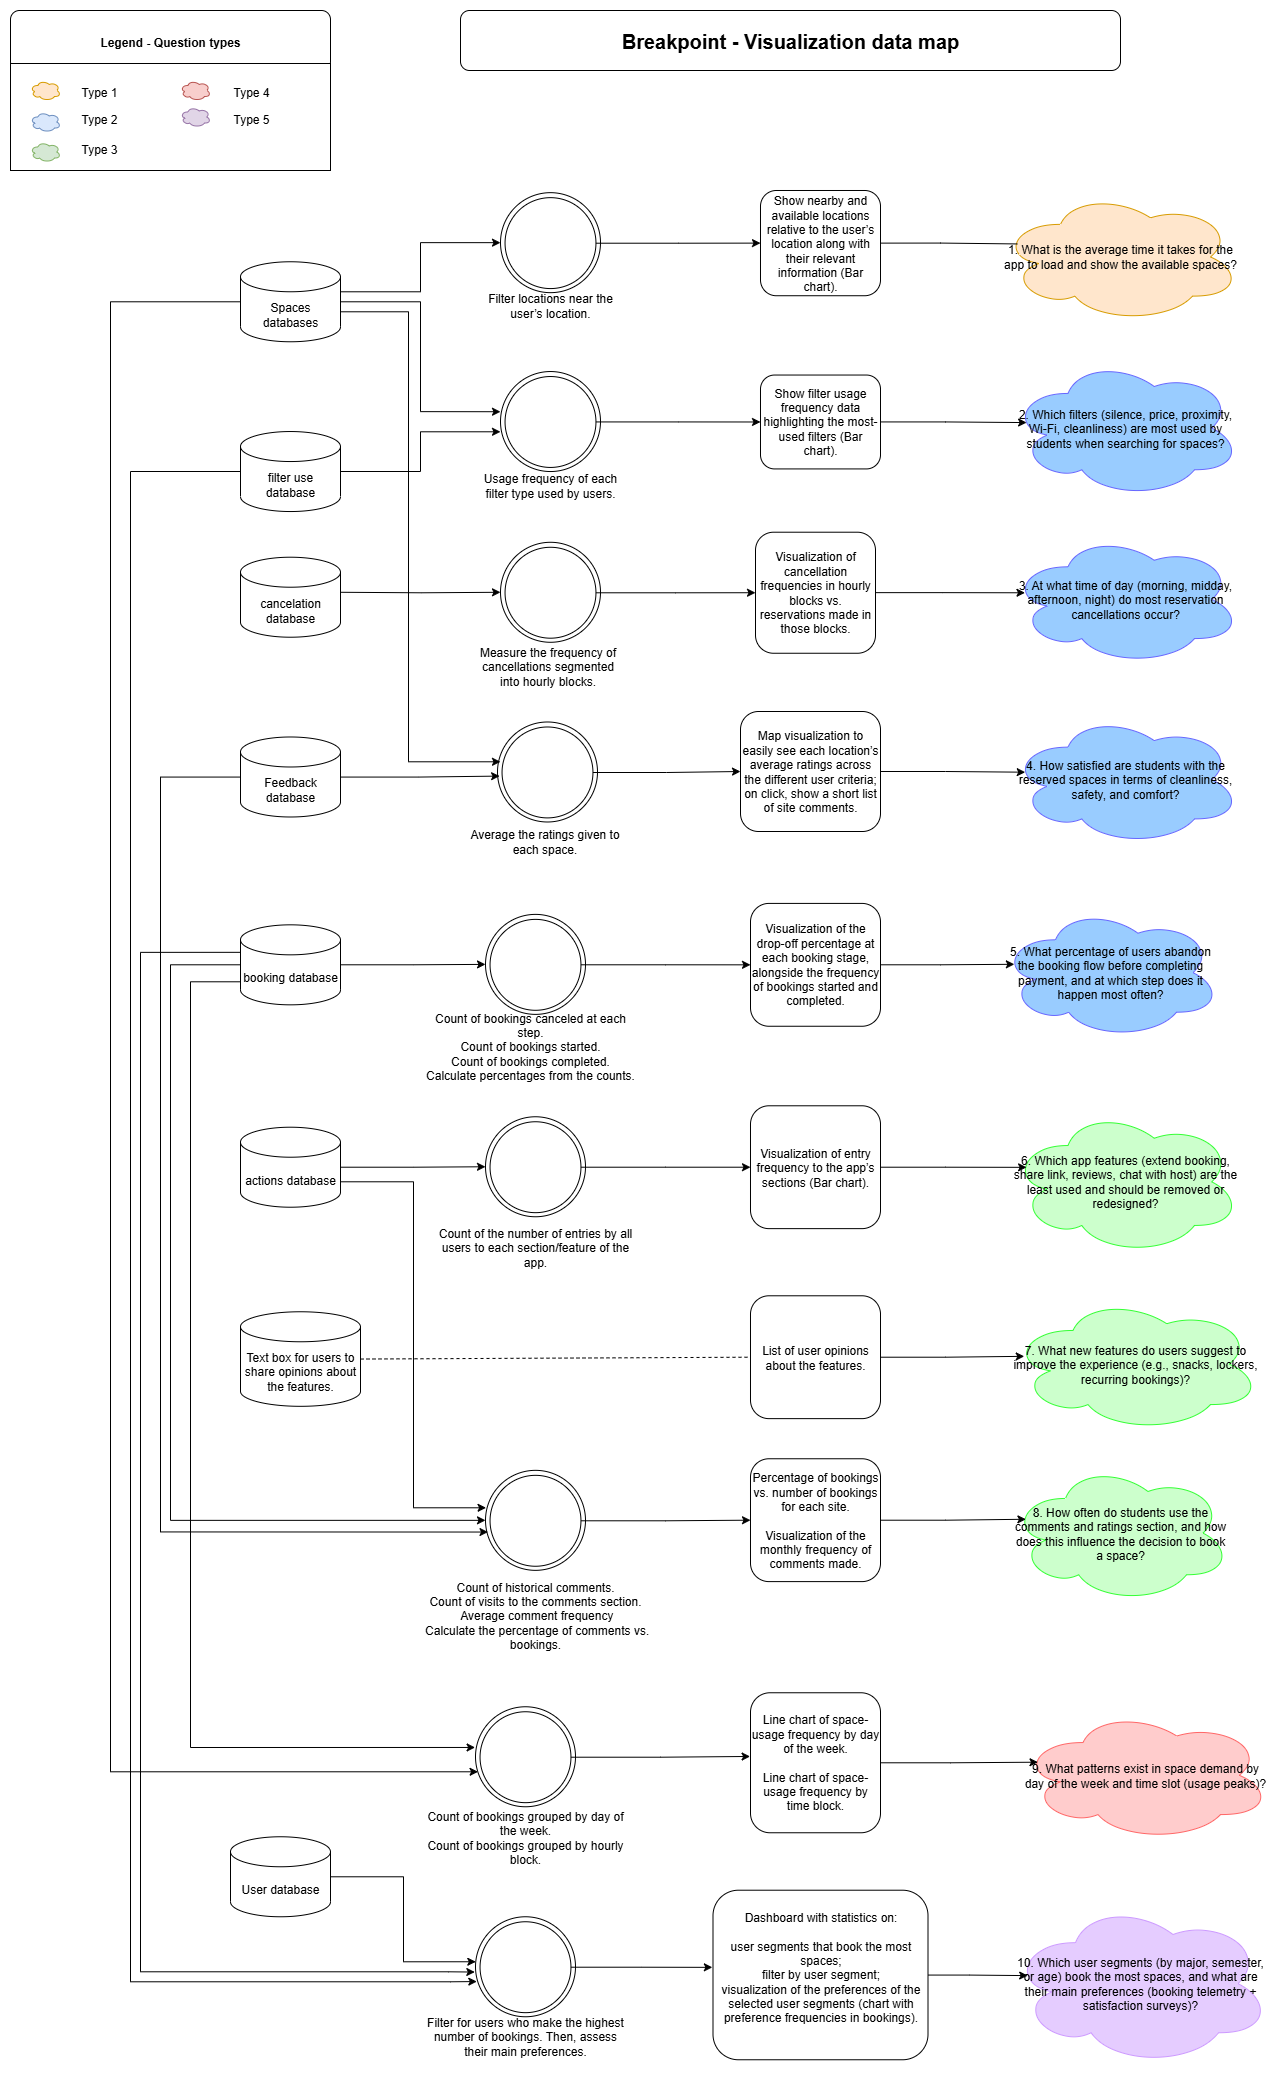 Legend - Question types
Breakpoint - Visualization data map
Type 1
Type 4
Type 2
Type 5
Type 3
Spaces
databases
Filter locations near the
user's location.
Show nearby and
available locations
relative to the user's
location along with
their relevant
information (Bar
chart).
1. What is the average time it takes for the
app to load and show the available spaces?
filter use
database
Usage frequency of each
filter type used by users.
Show filter usage
frequency data
highlighting the most-
used filters (Bar
chart).
2. Which filters (silence, price, proximity,
Wi-Fi, cleanliness) are most used by
students when searching for spaces?
cancelation
database
Measure the frequency of
cancellations segmented
into hourly blocks.
Visualization of
cancellation
frequencies in hourly
blocks vs.
reservations made in
those blocks.
3. At what time of day (morning, midday,
afternoon, night) do most reservation
cancellations occur?
Feedback
database
Average the ratings given to
each space.
Map visualization to
easily see each location's
average ratings across
the different user criteria;
on click, show a short list
of site comments.
4. How satisfied are students with the
reserved spaces in terms of cleanliness,
safety, and comfort?
booking database
Count of bookings canceled at each
step.
Count of bookings started.
Count of bookings completed.
Calculate percentages from the counts.
Visualization of the
drop-off percentage at
each booking stage,
alongside the frequency
of bookings started and
completed.
5. What percentage of users abandon
the booking flow before completing
payment, and at which step does it
happen most often?
actions database
Count of the number of entries by all
users to each section/feature of the
app.
Visualization of entry
frequency to the app's
sections (Bar chart).
6. Which app features (extend booking,
share link, reviews, chat with host) are the
least used and should be removed or
redesigned?
Text box for users to
share opinions about
the features.
List of user opinions
about the features.
7. What new features do users suggest to
improve the experience (e.g., snacks, lockers,
recurring bookings)?
Count of historical comments.
Count of visits to the comments section.
Average comment frequency
Calculate the percentage of comments vs.
bookings.
Percentage of bookings
vs. number of bookings
for each site.
Visualization of the
monthly frequency of
comments made.
8. How often do students use the
comments and ratings section, and how
does this influence the decision to book
a space?
Count of bookings grouped by day of
the week.
Count of bookings grouped by hourly
block.
Line chart of space-
usage frequency by day
of the week.
Line chart of space-
usage frequency by
time block.
9. What patterns exist in space demand by
day of the week and time slot (usage peaks)?
User database
Filter for users who make the highest
number of bookings. Then, assess
their main preferences.
Dashboard with statistics on:
user segments that book the most
spaces;
filter by user segment;
visualization of the preferences of the
selected user segments (chart with
preference frequencies in bookings).
10. Which user segments (by major, semester,
or age) book the most spaces, and what are
their main preferences (booking telemetry +
satisfaction surveys)?